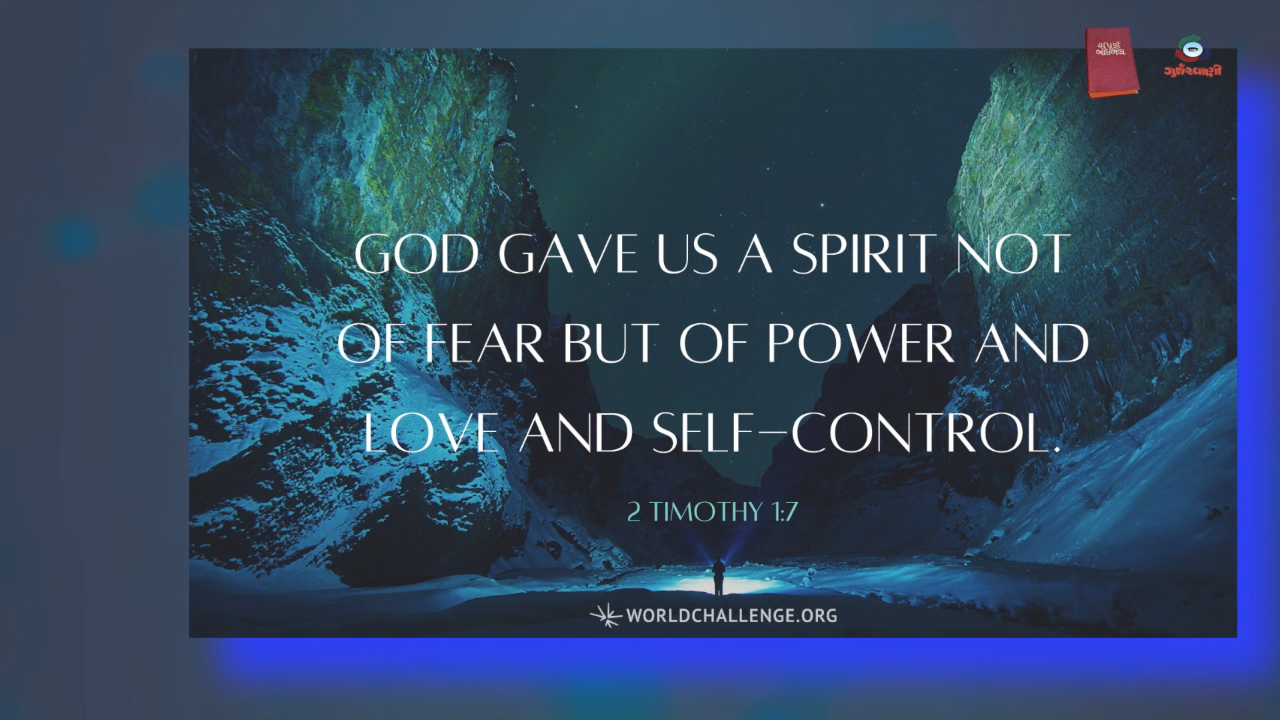 ગુર્જરવાણી
GOD GAVE US A SPIRIT NOT
OF FEAR BUT OF POWER AND
LOVE AND SELF-CONTROL.
2 TIMOTHY 1:7
WORLDCHALLENGE.ORG